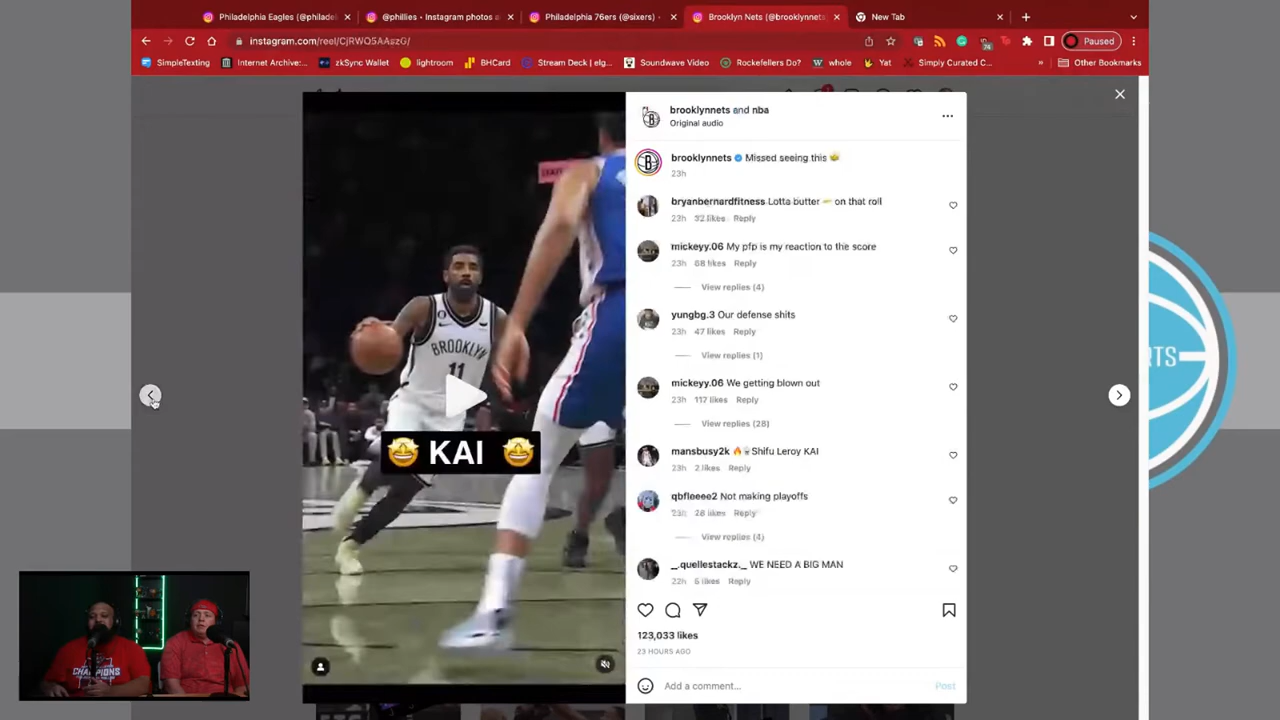 Philadelphia Eagles (@philadel
@phillies • Instagram photos a
Philadelphia 76ers (@sixers) •
Brooklyn Nets (@brooklynnets
New Tab
instagram.com/reel/CjRWQ5AAszG/
Paused
SimpleTexting
Internet Archive:...
zkSync Wallet
lightroom
BHCard
Stream Deck | elg...
Soundwave Video
Rockefellers Do?
whole
Yat
Simply Curated C...
» Other Bookmarks
brooklynnets and nba
Original audio
brooklynnets Missed seeing this
23h
bryanbernardfitness Lotta butter on that roll
23h 32 likes Reply
mickeyy.06 My pfp is my reaction to the score
23h 88 likes Reply
View replies (4)
yungbg.3 Our defense shits
23h 47 likes Reply
View replies (1)
mickeyy.06 We getting blown out
23h 117 likes Reply
View replies (28)
mansbusy2k Shifu Leroy KAI
23h 2 likes Reply
qbfleeee2 Not making playoffs
23h 28 likes Reply
View replies (4)
_.quellestackz._ WE NEED A BIG MAN
22h 6 likes Reply
123,033 likes
23 HOURS AGO
Add a comment...
Post
BROOKLYN
11
KAI
CHAMPIONS
RTS